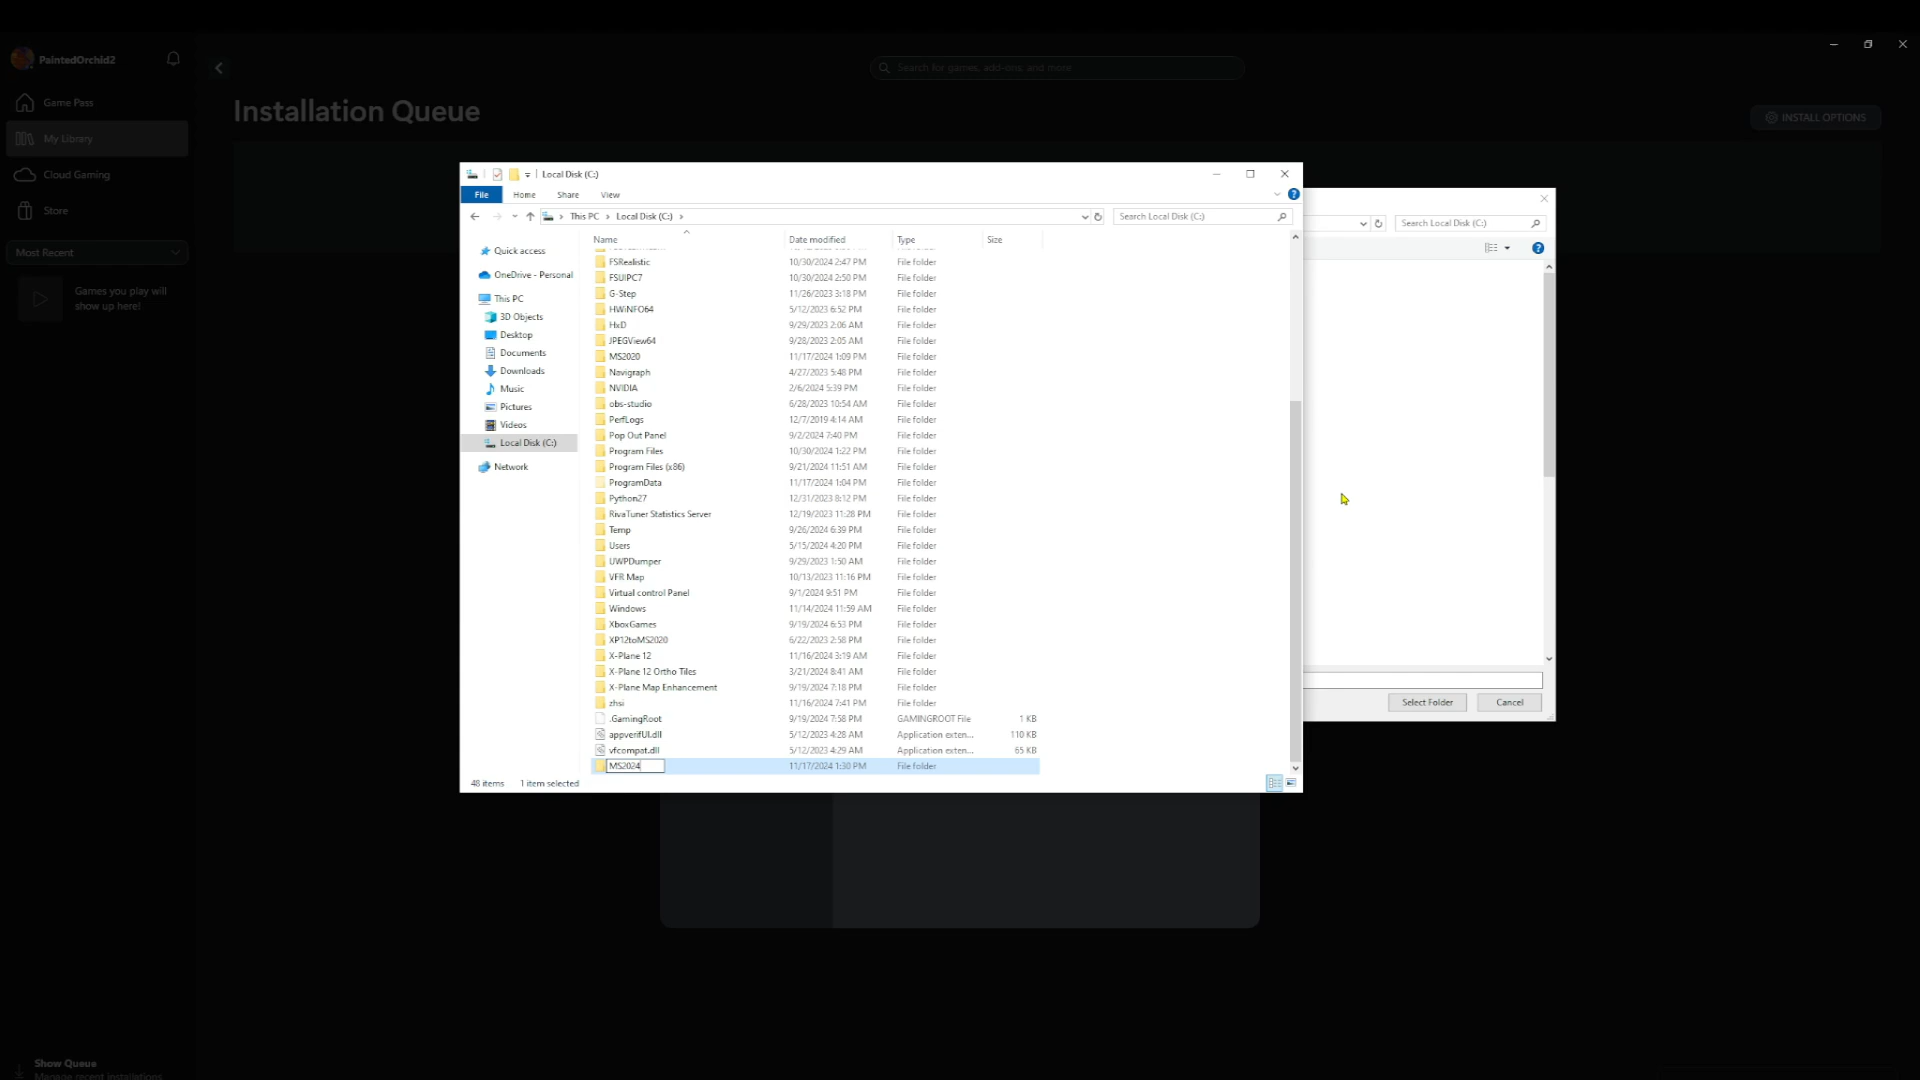 PaintedOrchid2
Game Pass
My Library
Cloud Gaming
Store
Most Recent
Games you play will
show up here!
Show Queue
Manage recent installations
Search for games, add-ons, and more
Installation Queue
INSTALL OPTIONS
Local Disk (C:)
File Home Share View
This PC > Local Disk (C:) >
Search Local Disk (C:)
Quick access
OneDrive - Personal
This PC
3D Objects
Desktop
Documents
Downloads
Music
Pictures
Videos
Local Disk (C:)
Network
Name Date modified Type Size
FSRealistic 10/30/2024 2:47 PM File folder
FSUIPC7 10/30/2024 2:50 PM File folder
G-Step 11/26/2023 3:18 PM File folder
HWiNFO64 5/12/2023 6:52 PM File folder
HxD 9/29/2023 2:06 AM File folder
JPEGView64 9/28/2023 2:05 AM File folder
MS2020 11/17/2024 1:09 PM File folder
Navigraph 4/27/2023 5:48 PM File folder
NVIDIA 2/6/2024 5:39 PM File folder
obs-studio 6/28/2023 10:54 AM File folder
PerfLogs 12/7/2019 4:14 AM File folder
Pop Out Panel 9/2/2024 7:40 PM File folder
Program Files 10/30/2024 1:22 PM File folder
Program Files (x86) 9/21/2024 11:51 AM File folder
ProgramData 11/17/2024 1:04 PM File folder
Python27 12/31/2023 8:12 PM File folder
RivaTuner Statistics Server 12/19/2023 11:28 PM File folder
Temp 9/26/2024 6:39 PM File folder
Users 5/15/2024 4:20 PM File folder
UWPDumper 9/29/2023 1:50 AM File folder
VFR Map 10/13/2023 11:16 PM File folder
Virtual control Panel 9/1/2024 9:51 PM File folder
Windows 11/14/2024 11:59 AM File folder
XboxGames 9/19/2024 6:53 PM File folder
XP12toMS2020 6/22/2023 2:58 PM File folder
X-Plane 12 11/16/2024 3:19 AM File folder
X-Plane 12 Ortho Tiles 3/21/2024 8:41 AM File folder
X-Plane Map Enhancement 9/19/2024 7:18 PM File folder
zhsi 11/16/2024 7:41 PM File folder
.GamingRoot 9/19/2024 7:58 PM GAMINGROOT File 1 KB
appverifUI.dll 5/12/2023 4:28 AM Application exten... 110 KB
vfcompat.dll 5/12/2023 4:29 AM Application exten... 65 KB
MS2024 11/17/2024 1:30 PM File folder
48 items 1 item selected
Search Local Disk (C:)
Select Folder Cancel